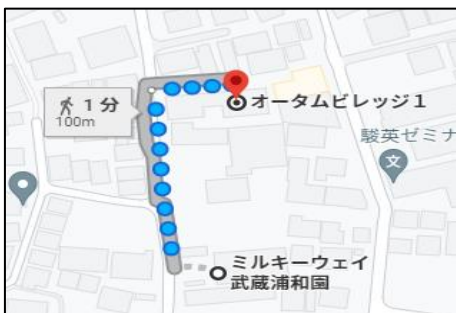 1 分
100m
オータムビレッジ1
駿英ゼミナ
文
ミルキーウェイ
武蔵浦和園